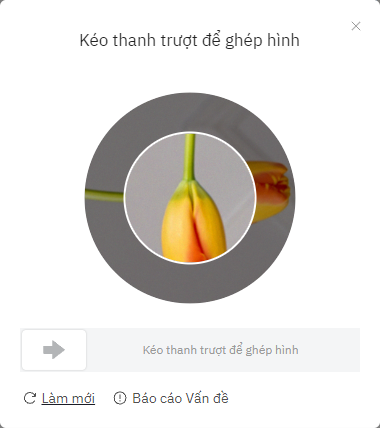 Kéo thanh trượt để ghép hình
Kéo thanh trượt để ghép hình
Làm mới
Báo cáo Vấn đề